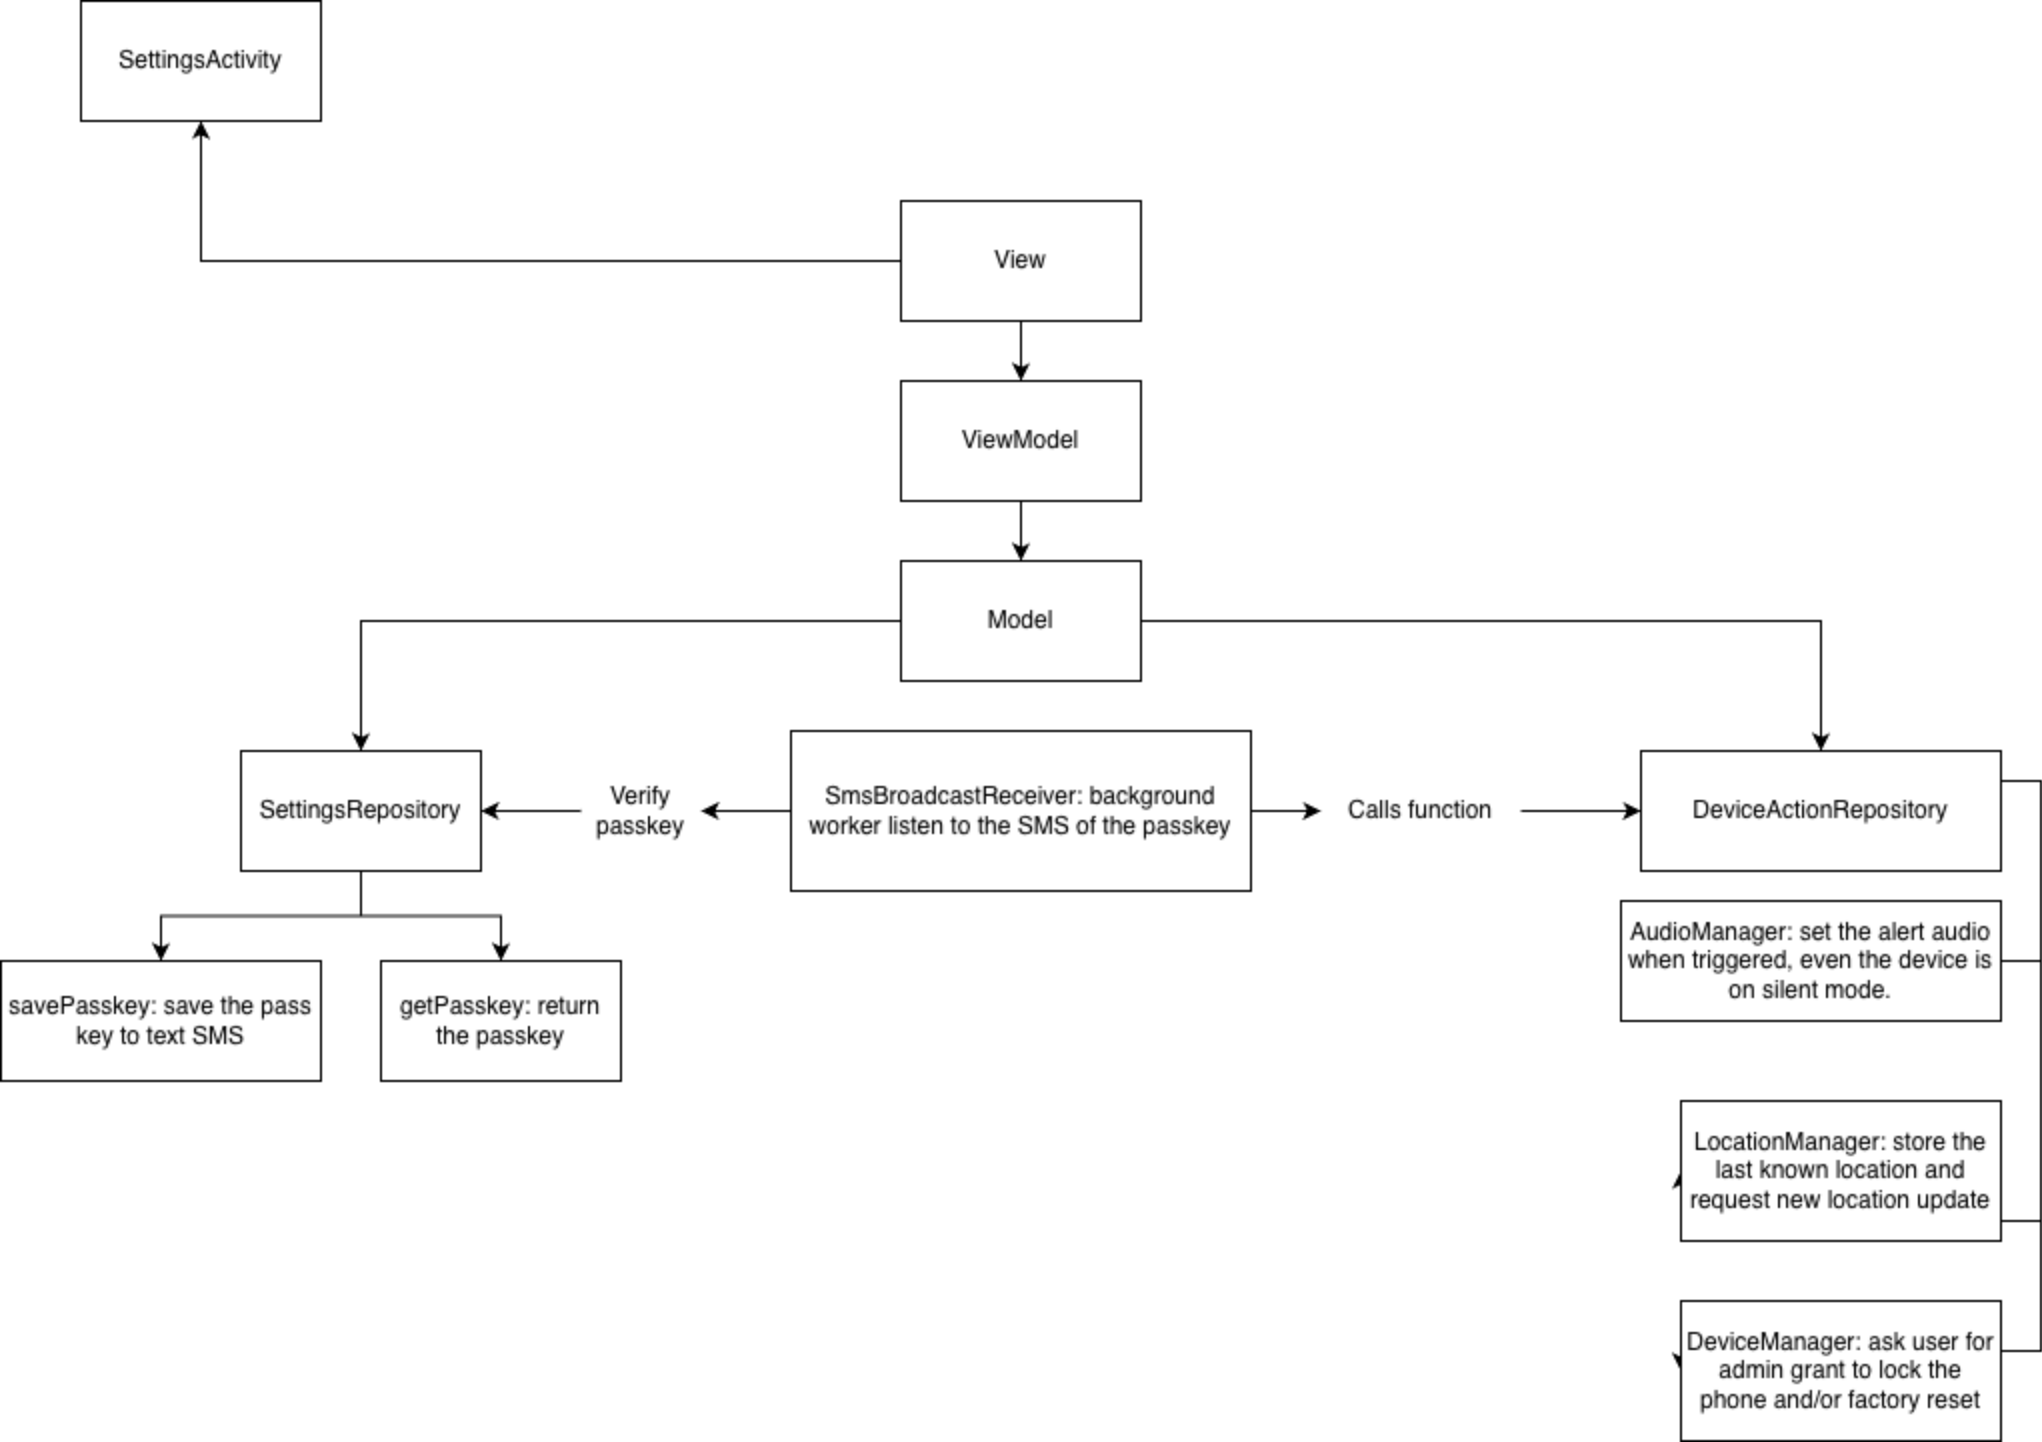 SettingsActivity
View
ViewModel
Model
SettingsRepository
Verify
passkey
SmsBroadcastReceiver: background
worker listen to the SMS of the passkey
Calls function
DeviceActionRepository
savePasskey: save the pass
key to text SMS
getPasskey: return
the passkey
AudioManager: set the alert audio
when triggered, even the device is
on silent mode.
LocationManager: store the
last known location and
request new location update
DeviceManager: ask user for
admin grant to lock the
phone and/or factory reset